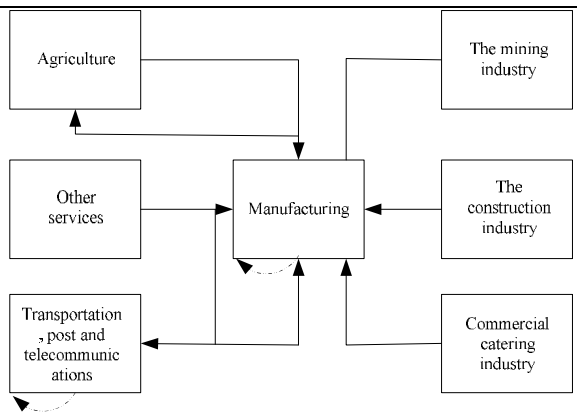 Agriculture
The mining
industry
Other
services
Manufacturing
The
construction
industry
Transportation
, post and
telecommunic
ations
Commercial
catering
industry